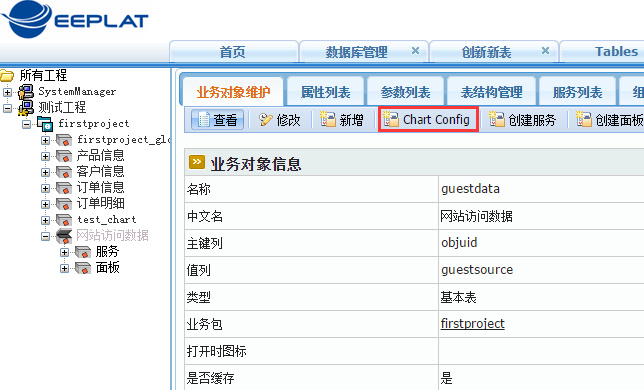 EEPLAT
首页
数据库管理 ×
创新新表 ×
Tables
所有工程
SystemManager
测试工程
firstproject
firstproject_glo
产品信息
客户信息
订单信息
订单明细
test_chart
网站访问数据
服务
面板
业务对象维护
属性列表
参数列表
表结构管理
服务列表
细
查看
修改
新增
Chart Config
创建服务
创建面板
业务对象信息
名称 guestdata
中文名 网站访问数据
主键列 objuid
值列 guestsource
类型 基本表
业务包 firstproject
打开时图标
是否缓存 是